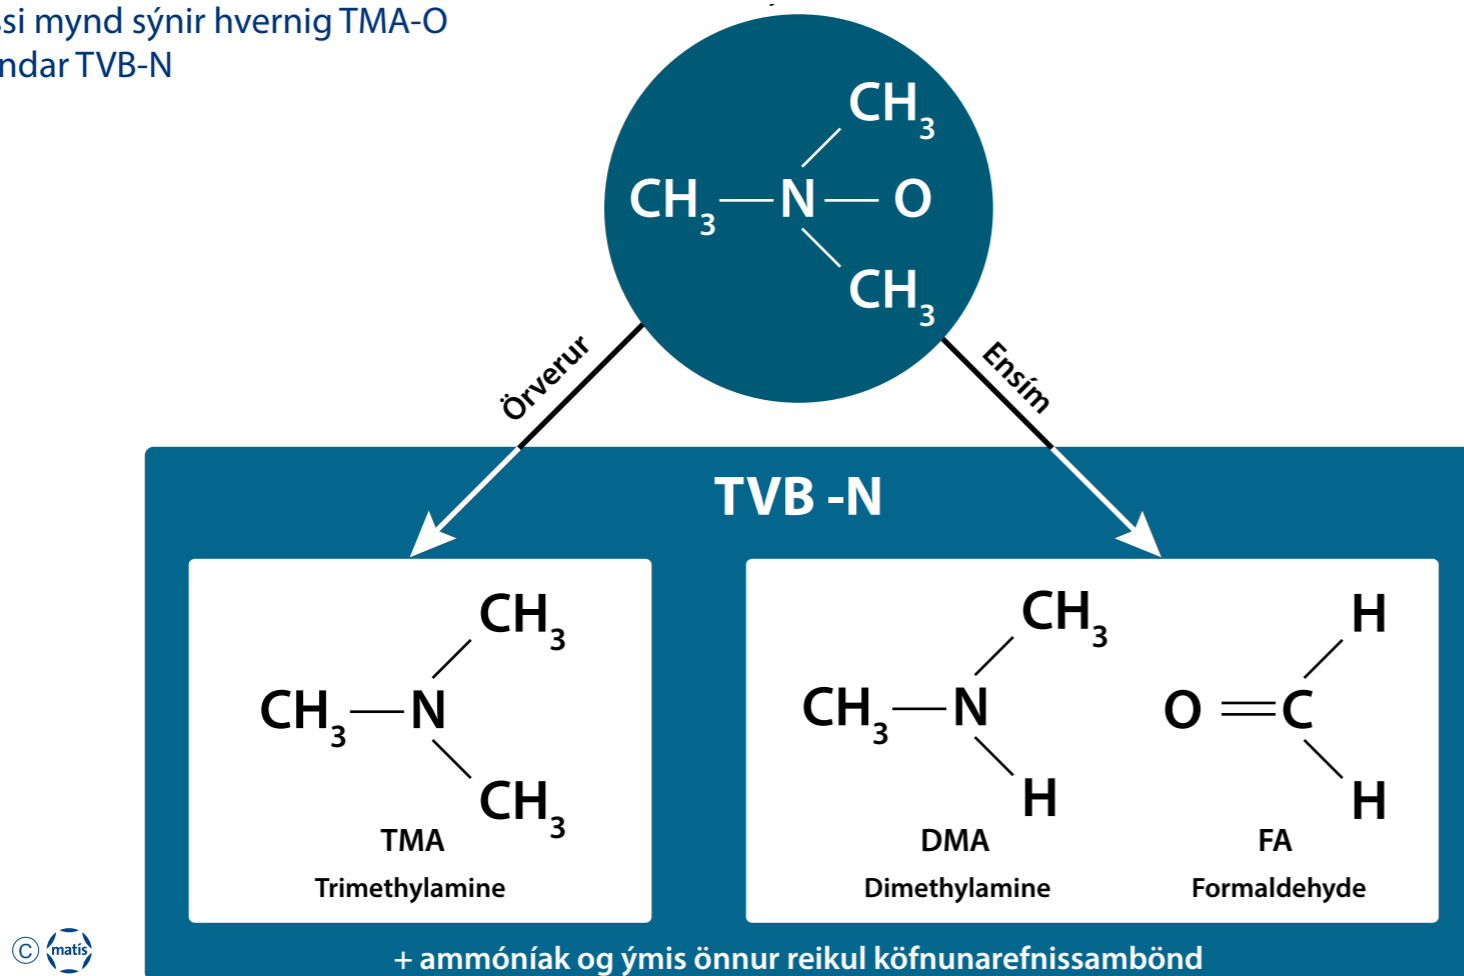 ssi mynd sýnir hvernig TMA-O
ndar TVB-N
CH3
CH3 N O
CH3
Örverur
Ensím
TVB -N
CH3
CH3 N
CH3
TMA
Trimethylamine
CH3
CH3 N
H
DMA
Dimethylamine
H
O C
H
FA
Formaldehyde
© matís
+ ammóníak og ýmis önnur reikul köfnunarefnissambönd